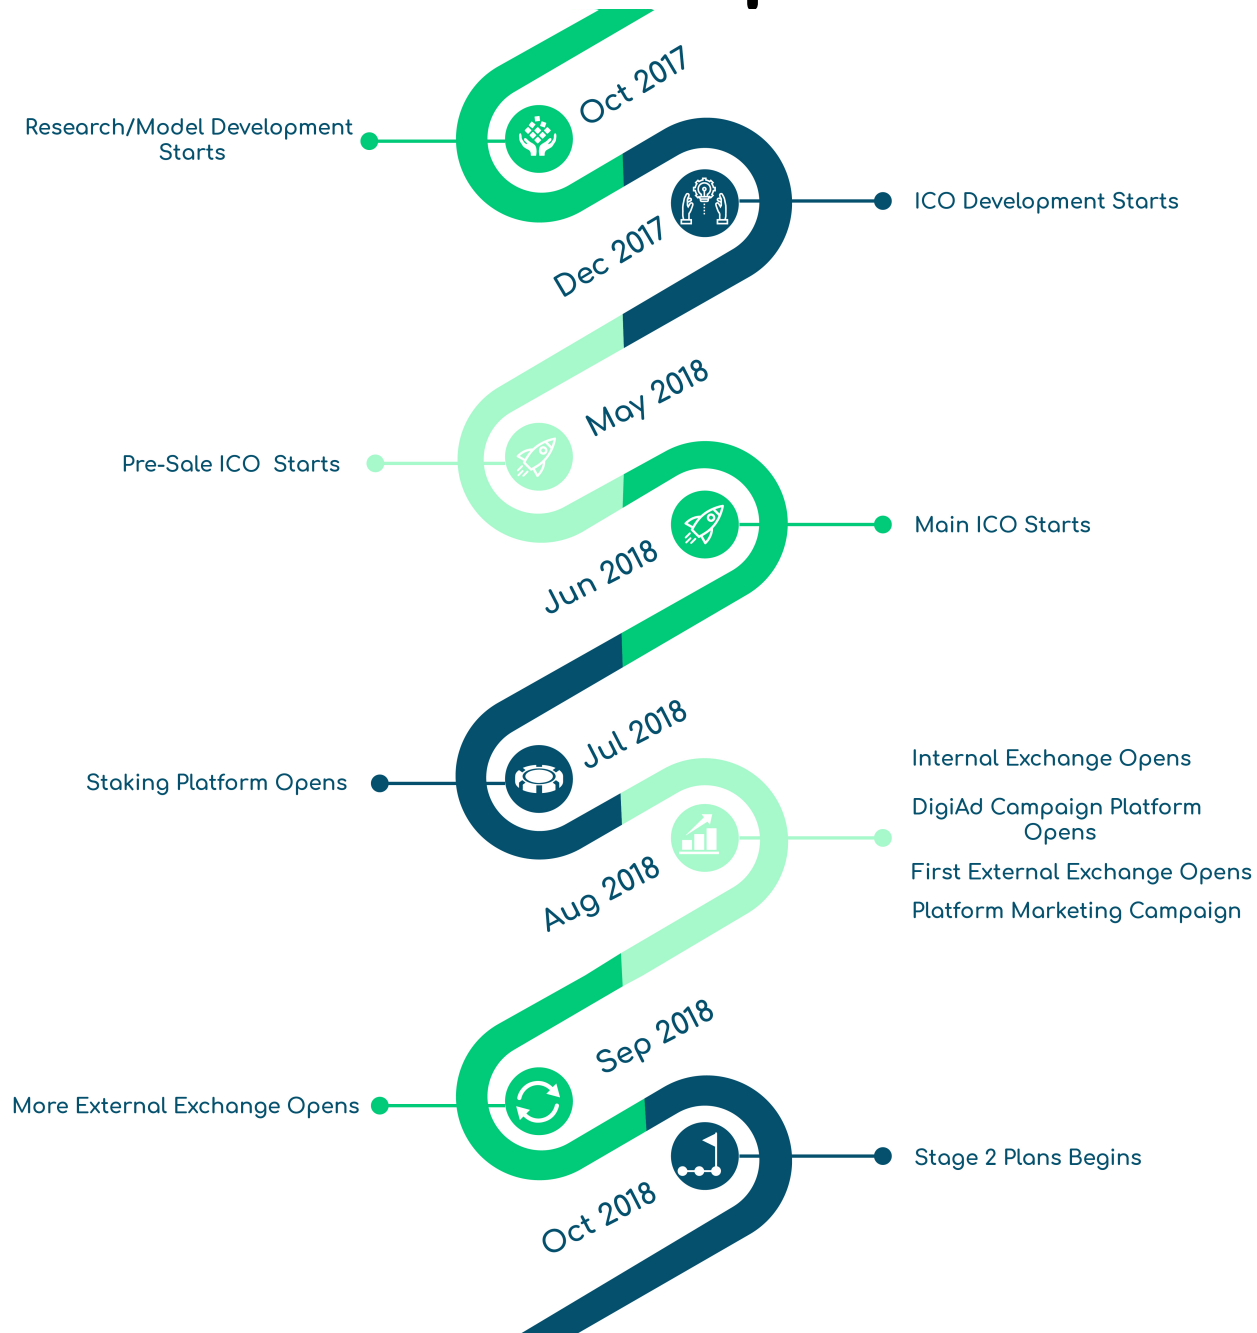 Oct 2017
Research/Model Development
Starts
Dec 2017
ICO Development Starts
May 2018
Pre-Sale ICO  Starts
Jun 2018
Main ICO Starts
Jul 2018
Staking Platform Opens
Aug 2018
Internal Exchange Opens
DigiAd Campaign Platform
Opens
First External Exchange Opens
Platform Marketing Campaign
Sep 2018
More External Exchange Opens
Oct 2018
Stage 2 Plans Begins